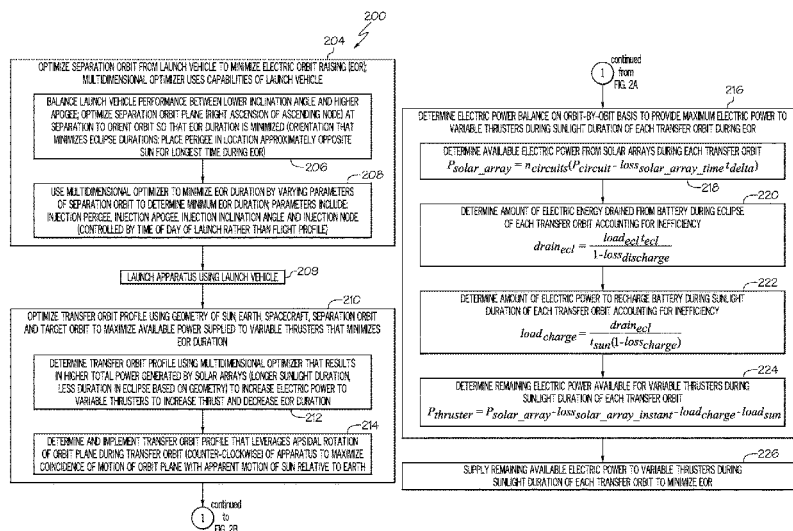 200
204
OPTIMIZE SEPARATION ORBIT FROM LAUNCH VEHICLE TO MINIMIZE ELECTRIC ORBIT RAISING (EOR);
MULTIDIMENSIONAL OPTIMIZER USES CAPABILITIES OF LAUNCH VEHICLE
BALANCE LAUNCH VEHICLE PERFORMANCE BETWEEN LOWER INCLINATION ANGLE AND HIGHER
APOGEE; OPTIMIZE SEPARATION ORBIT PLANE (RIGHT ASCENSION OF ASCENDING NODE) AT
SEPARATION TO ORIENT ORBIT SO THAT EOR DURATION IS MINIMIZED (ORIENTATION THAT
MINIMIZES ECLIPSE DURATIONS; PLACE PERIGEE IN LOCATION APPROXIMATELY OPPOSITE
SUN FOR LONGEST TIME DURING EOR)
206
208
USE MULTIDIMENSIONAL OPTIMIZER TO MINIMIZE EOR DURATION BY VARYING PARAMETERS
OF SEPARATION ORBIT TO DETERMINE MINIMUM EOR DURATION; PARAMETERS INCLUDE:
INJECTION PERIGEE, INJECTION APOGEE, INJECTION INCLINATION ANGLE AND INJECTION NODE
(CONTROLLED BY TIME OF DAY OF LAUNCH RATHER THAN FLIGHT PROFILE)
LAUNCH APPARATUS USING LAUNCH VEHICLE
209
210
OPTIMIZE TRANSFER ORBIT PROFILE USING GEOMETRY OF SUN, EARTH, SPACECRAFT, SEPARATION ORBIT
AND TARGET ORBIT TO MAXIMIZE AVAILABLE POWER SUPPLIED TO VARIABLE THRUSTERS THAT MINIMIZES
EOR DURATION
DETERMINE TRANSFER ORBIT PROFILE USING MULTIDIMENSIONAL OPTIMIZER THAT RESULTS
IN HIGHER TOTAL POWER GENERATED BY SOLAR ARRAYS (LONGER SUNLIGHT DURATION,
LESS DURATION IN ECLIPSE BASED ON GEOMETRY) TO INCREASE ELECTRIC POWER TO
VARIABLE THRUSTERS TO INCREASE THRUST AND DECREASE EOR DURATION
212
214
DETERMINE AND IMPLEMENT TRANSFER ORBIT PROFILE THAT LEVERAGES APSIDAL ROTATION
OF ORBIT PLANE DURING TRANSFER ORBIT (COUNTER-CLOCKWISE) OF APPARATUS TO MAXIMIZE
COINCIDENCE OF MOTION OF ORBIT PLANE WITH APPARENT MOTION OF SUN RELATIVE TO EARTH
1
continued
to
FIG. 2B
1
continued
from
FIG. 2A
216
DETERMINE ELECTRIC POWER BALANCE ON ORBIT-BY-OBIT BASIS TO PROVIDE MAXIMUM ELECTRIC POWER TO
VARIABLE THRUSTERS DURING SUNLIGHT DURATION OF EACH TRANSFER ORBIT DURING EOR
DETERMINE AVAILABLE ELECTRIC POWER FROM SOLAR ARRAYS DURING EACH TRANSFER ORBIT
P_solar_array = n_circuits(P_circuit - loss_solar_array_time t_delta)
218
220
DETERMINE AMOUNT OF ELECTRIC ENERGY DRAINED FROM BATTERY DURING ECLIPSE
OF EACH TRANSFER ORBIT ACCOUNTING FOR INEFFICIENCY
drain_ecl = load_ecl t_ecl / 1-loss_discharge
222
DETERMINE AMOUNT OF ELECTRIC POWER TO RECHARGE BATTERY DURING SUNLIGHT
DURATION OF EACH TRANSFER ORBIT ACCOUNTING FOR INEFFICIENCY
load_charge = drain_ecl / t_sun(1-loss_charge)
224
DETERMINE REMAINING ELECTRIC POWER AVAILABLE FOR VARIABLE THRUSTERS DURING
SUNLIGHT DURATION OF EACH TRANSFER ORBIT
P_thruster = P_solar_array - loss_solar_array_instant - load_charge - load_sun
226
SUPPLY REMAINING AVAILABLE ELECTRIC POWER TO VARIABLE THRUSTERS DURING
SUNLIGHT DURATION OF EACH TRANSFER ORBIT TO MINIMIZE EOR